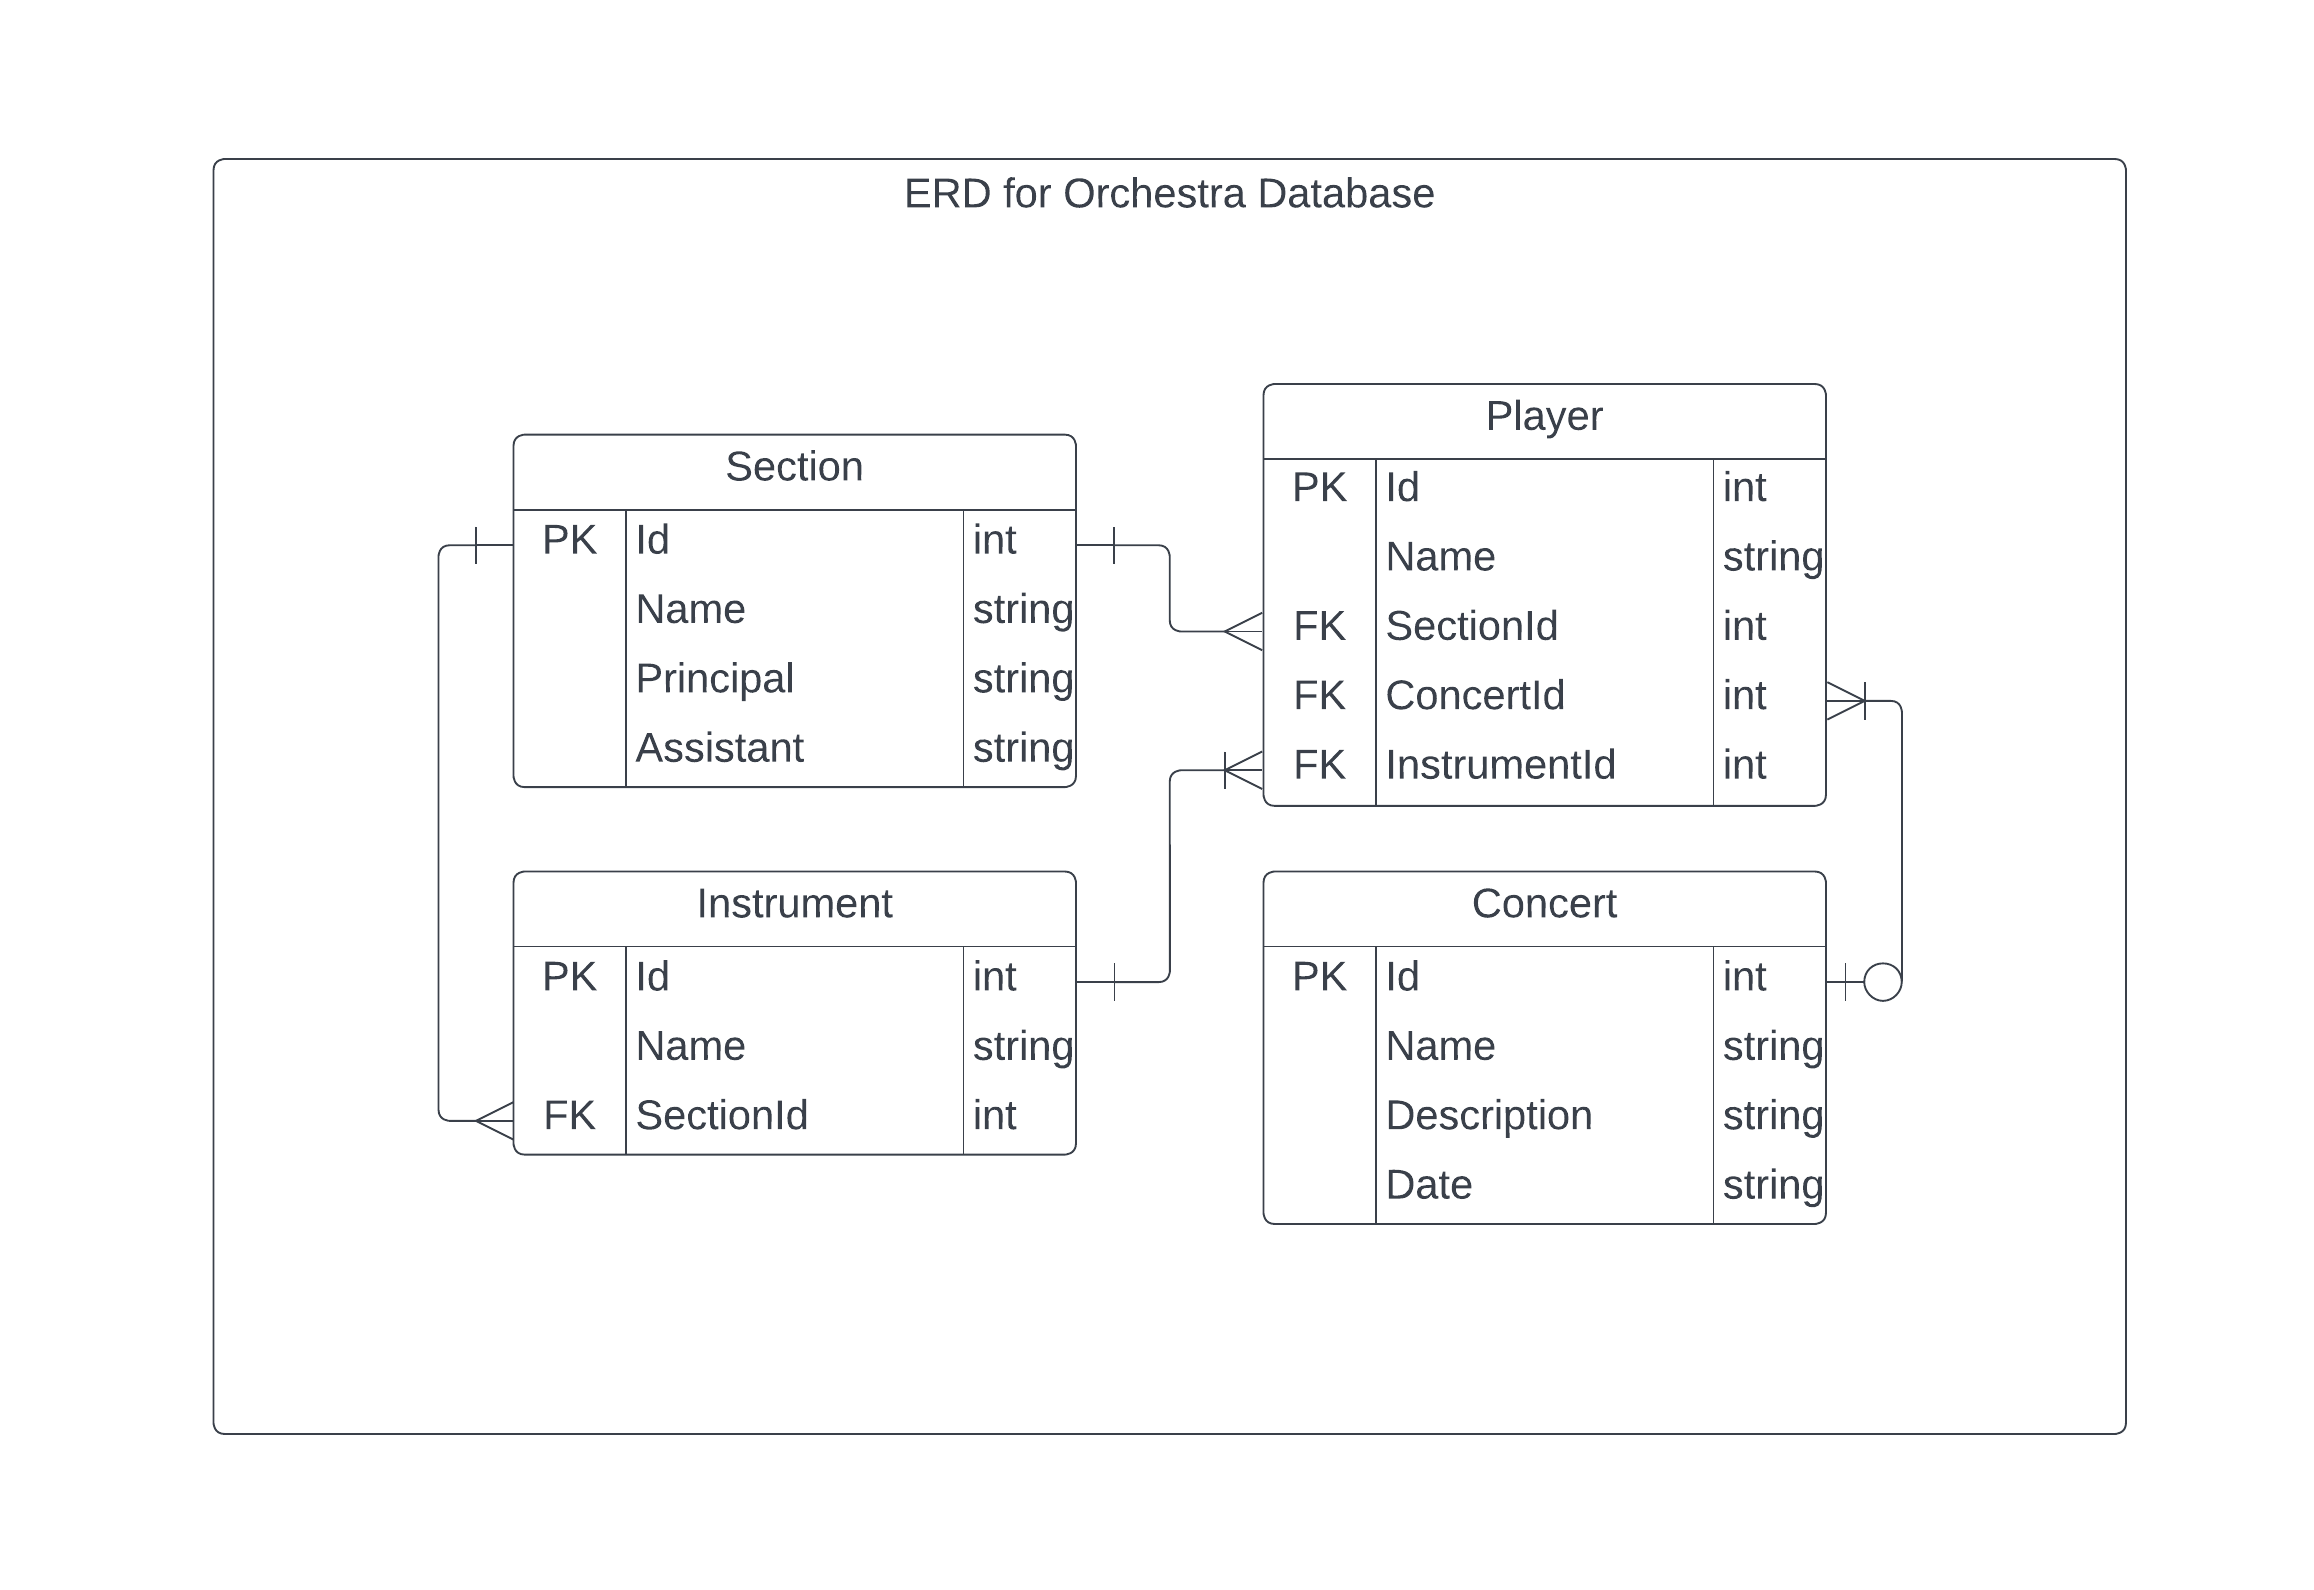 ERD for Orchestra Database
Section
PK Id int
Name string
Principal string
Assistant string
Player
PK Id int
Name string
FK SectionId int
FK ConcertId int
FK InstrumentId int
Instrument
PK Id int
Name string
FK SectionId int
Concert
PK Id int
Name string
Description string
Date string